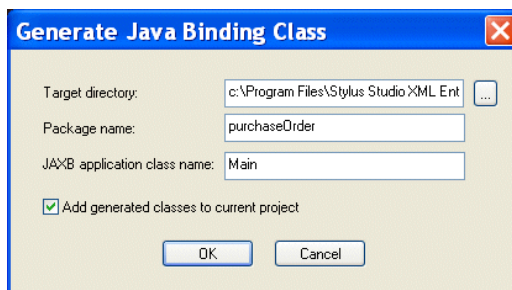 Generate Java Binding Class
Target directory: c:\Program Files\Stylus Studio XML Ent ...
Package name: purchaseOrder
JAXB application class name: Main
Add generated classes to current project
OK Cancel